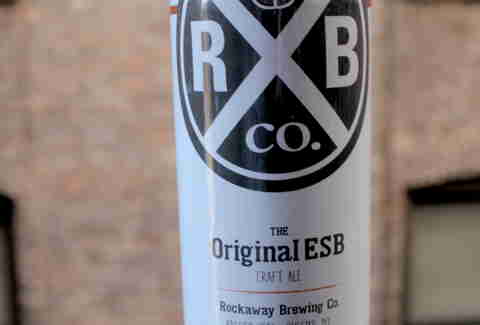 R B
CO.
THE
Original ESB
CRAFT ALE
Rockaway Brewing Co.